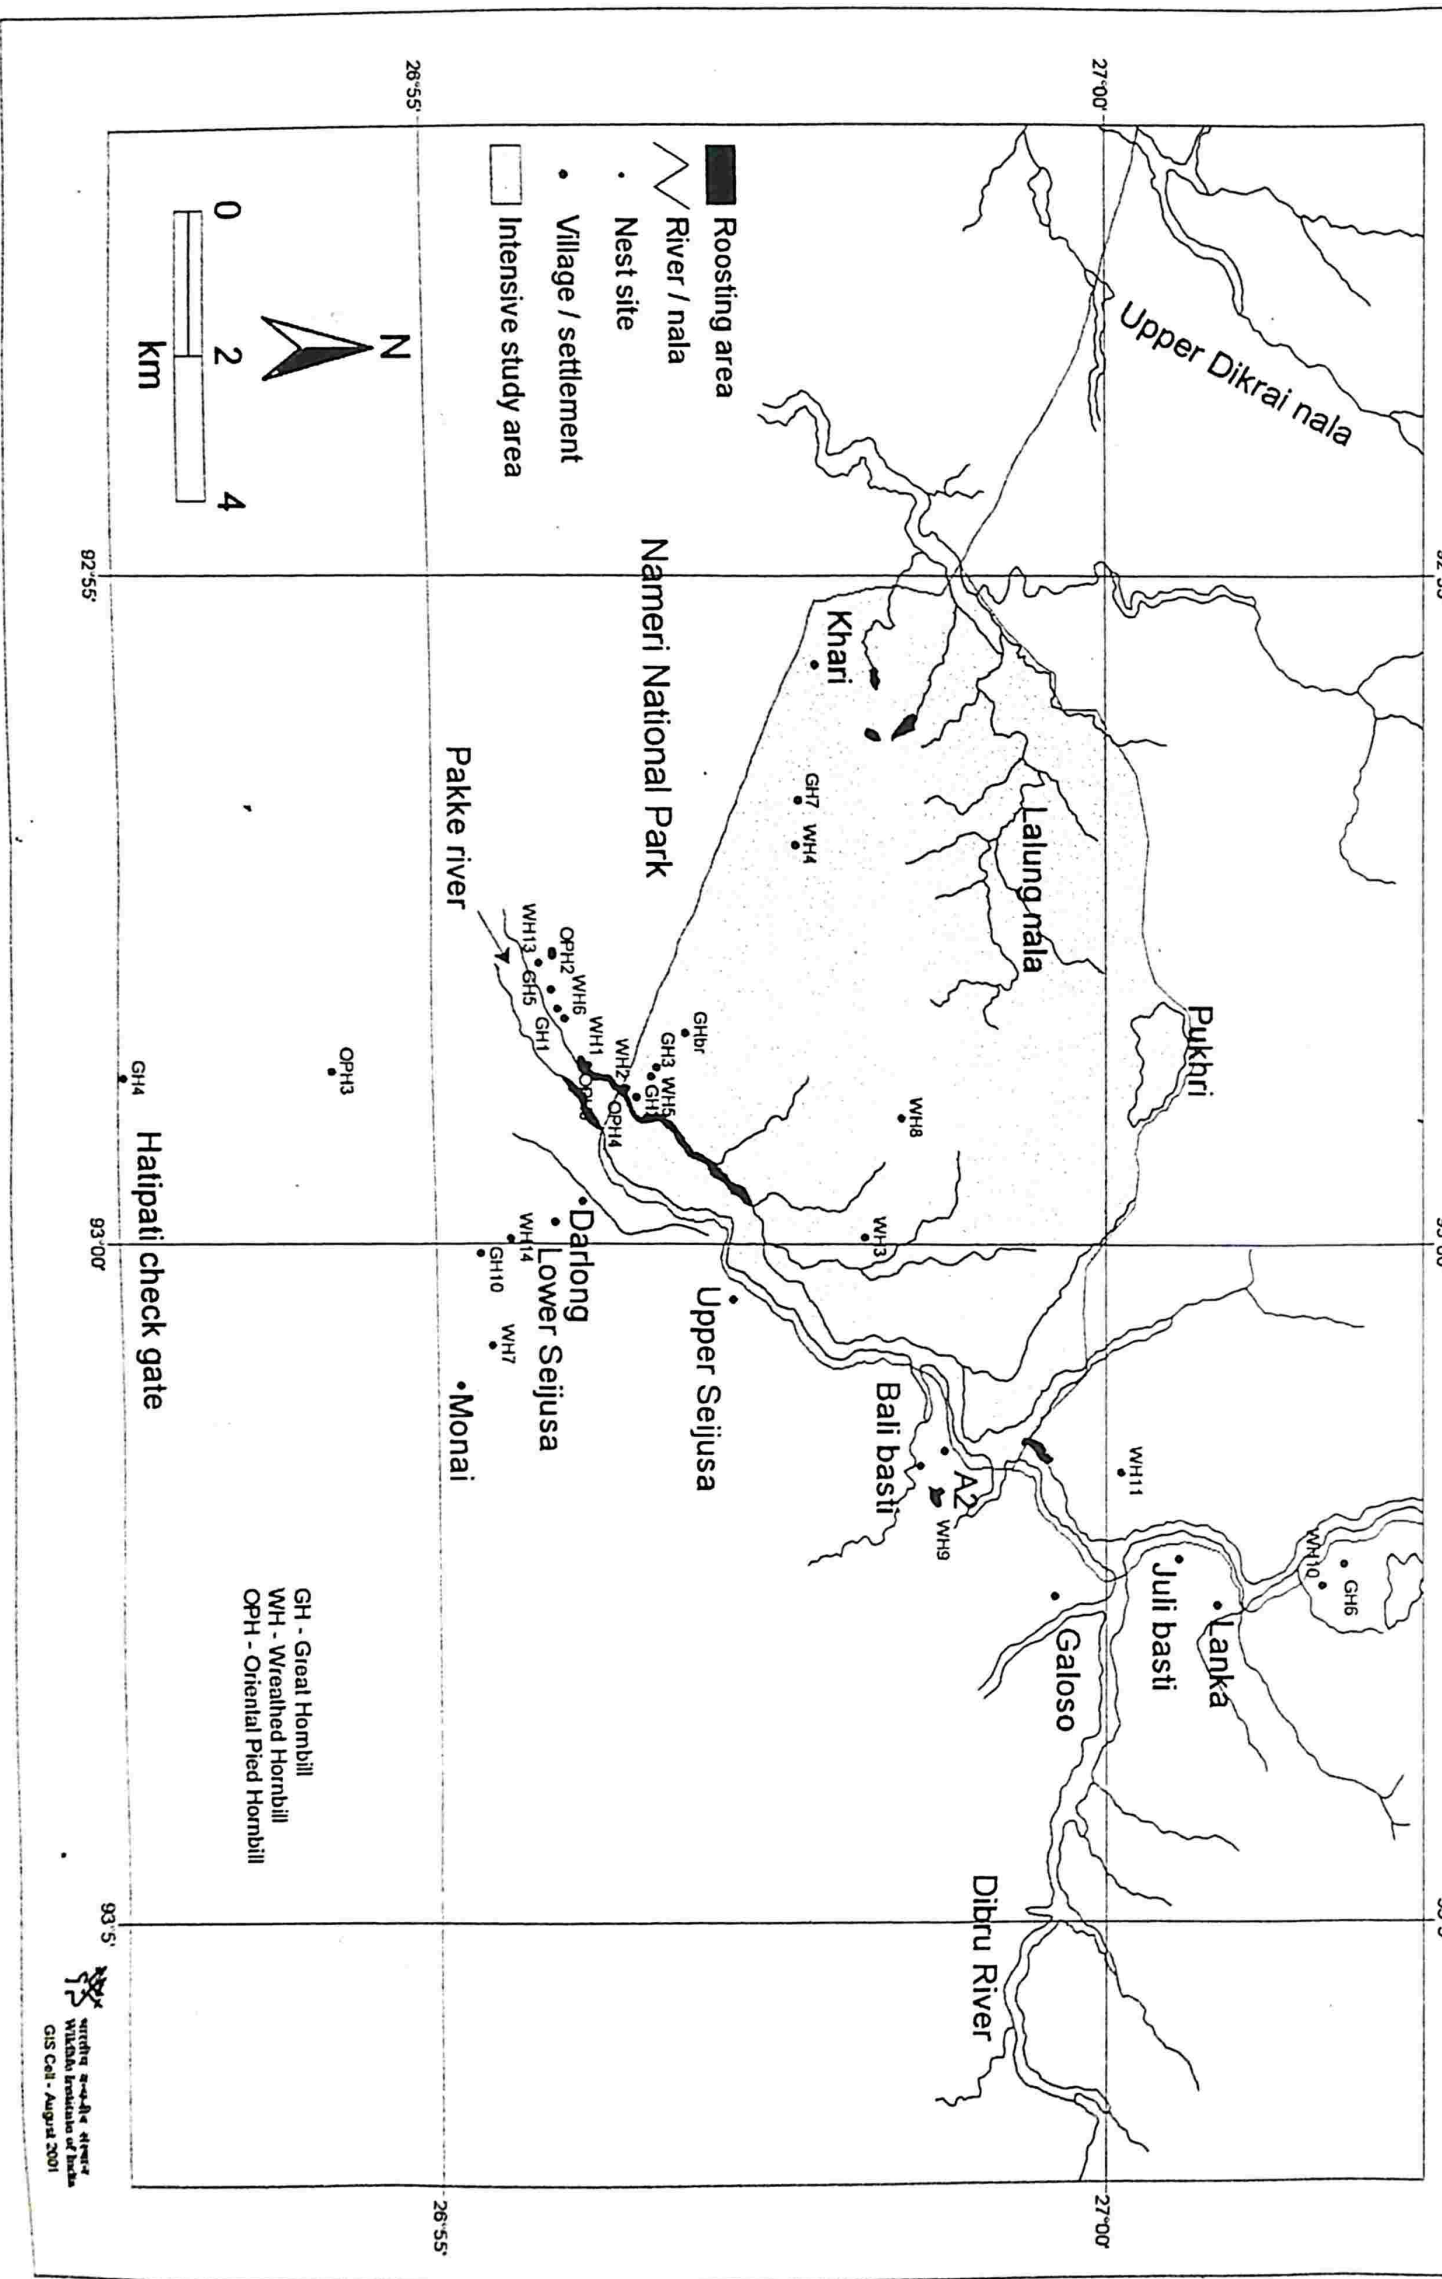 92°55'
93°00'
93°5'
27°00'
27°00'
26°55'
26°55'
Upper Dikrai nala
Pukhri
Lalung nala
Khari
Nameri National Park
Pakke river
GH6
WH10
Lanka
Juli basti
WH11
Galoso
Dibru River
A2
WH9
Bali basti
WH8
WH3
GH7
WH4
Upper Seijusa
GHbr
GH3
WH5
WH2
OPH4
WH1
WH6
OPH2
WH13
GH5
GH1
Darlong
Lower Seijusa
WH14
GH10
WH7
Monai
OPH3
GH4
Hatipati check gate
Roosting area
River / nala
Nest site
Village / settlement
Intensive study area
N
0 2 4
km
GH - Great Hornbill
WH - Wreathed Hornbill
OPH - Oriental Pied Hornbill
Wildlife Institute of India
GIS Cell - August 2001